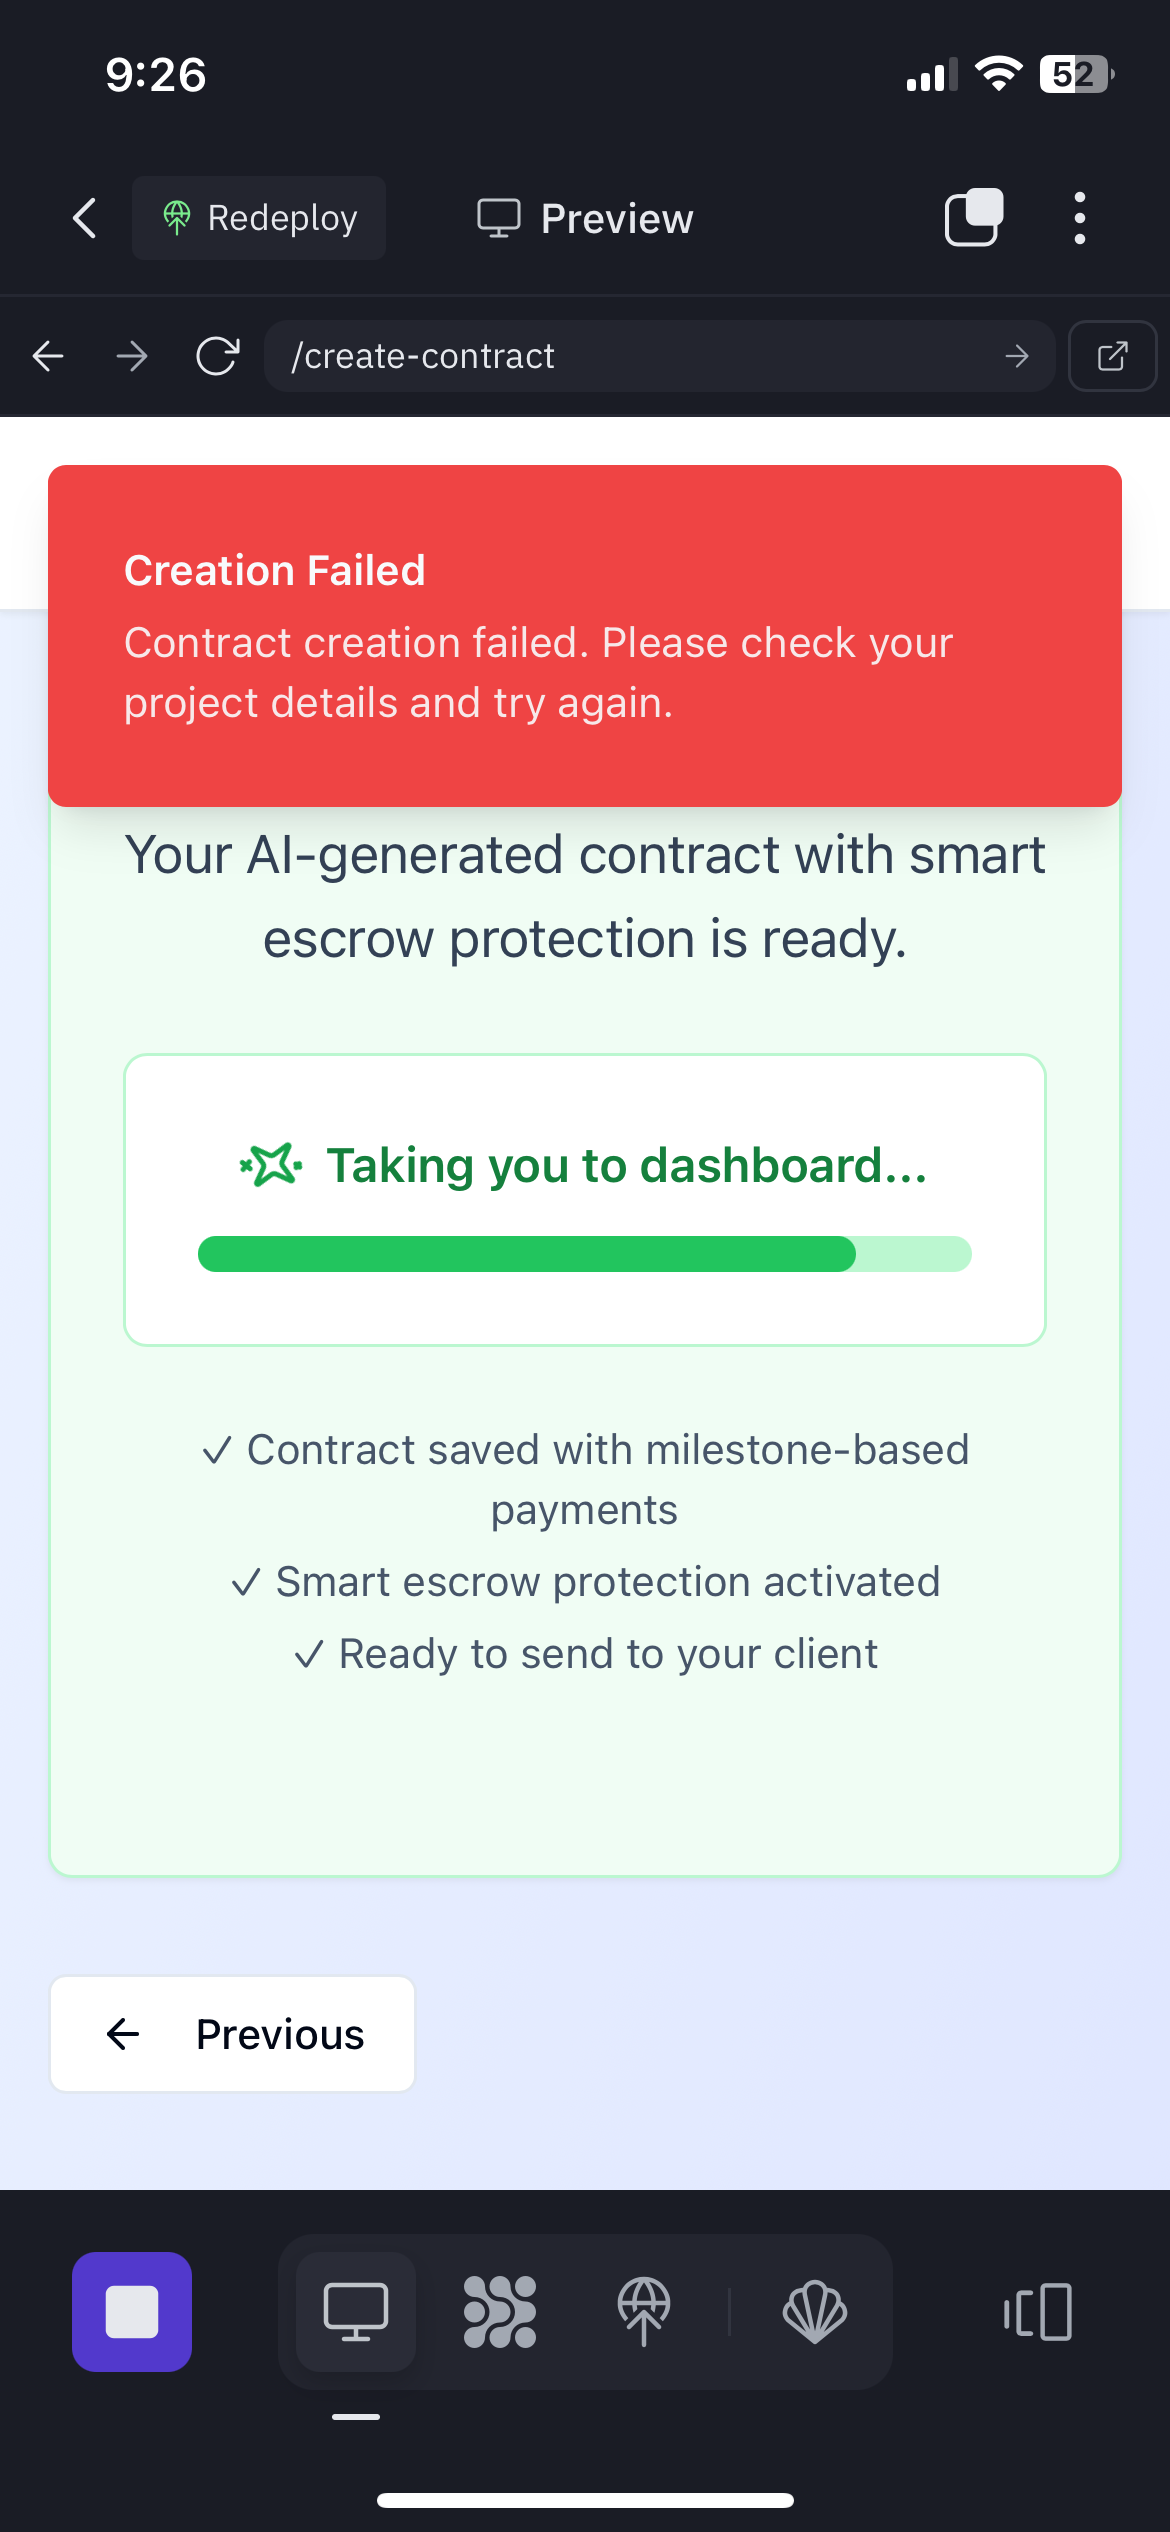 9:26
52
Redeploy
Preview
/create-contract
Creation Failed
Contract creation failed. Please check your
project details and try again.
Your AI-generated contract with smart
escrow protection is ready.
Taking you to dashboard...
✓ Contract saved with milestone-based
payments
✓ Smart escrow protection activated
✓ Ready to send to your client
Previous